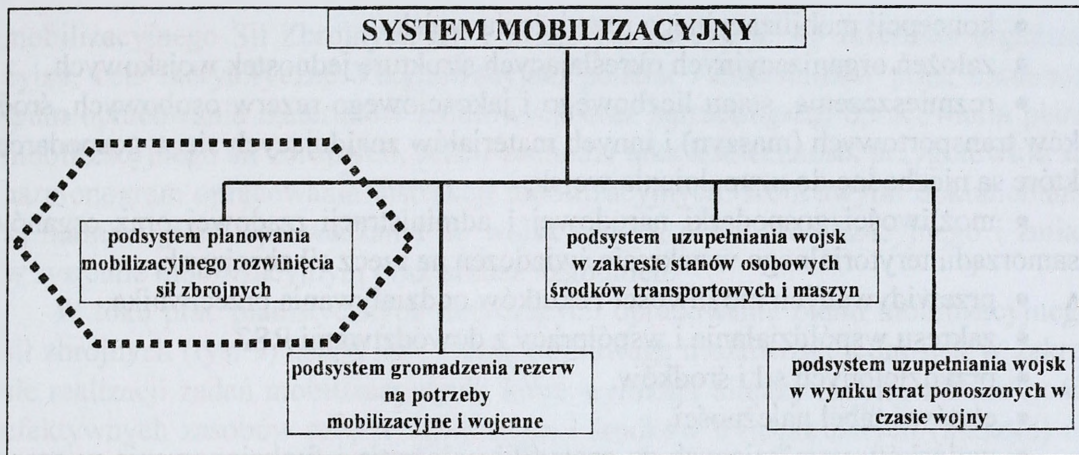 SYSTEM MOBILIZACYJNY
podsystem planowania
mobilizacyjnego rozwinięcia
sił zbrojnych
podsystem uzupełniania wojsk
w zakresie stanów osobowych
środków transportowych i maszyn
podsystem gromadzenia rezerw
na potrzeby
mobilizacyjne i wojenne
podsystem uzupełniania wojsk
w wyniku strat ponoszonych w
czasie wojny